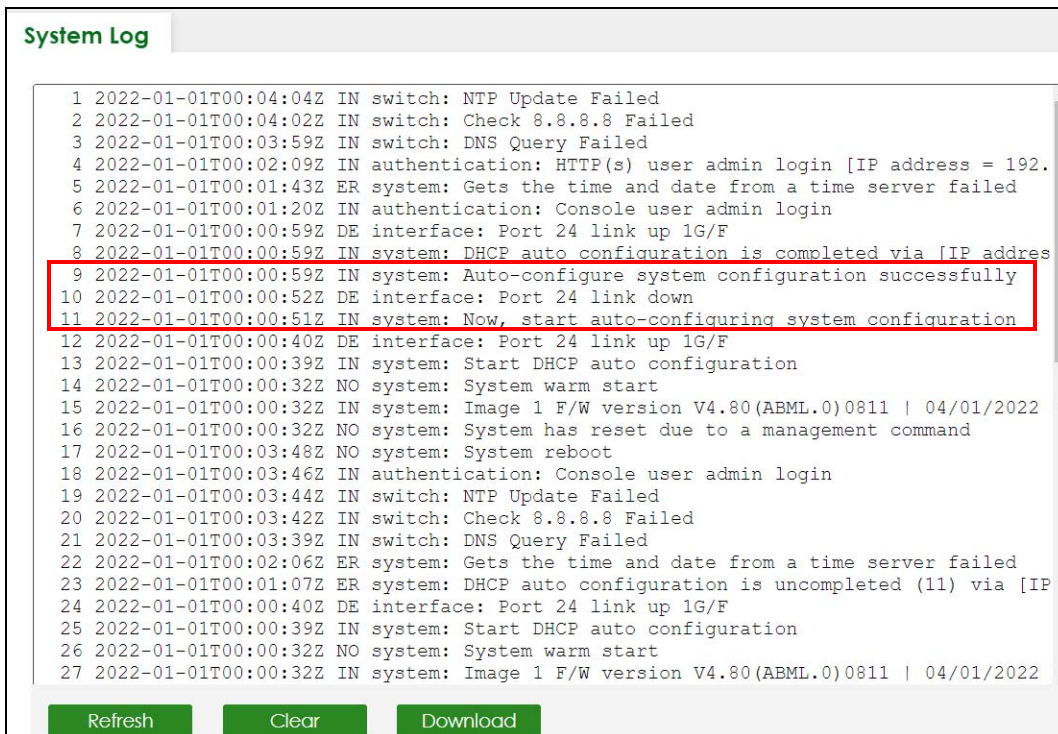 System Log
1 2022-01-01T00:04:04Z IN switch: NTP Update Failed
2 2022-01-01T00:04:02Z IN switch: Check 8.8.8.8 Failed
3 2022-01-01T00:03:59Z IN switch: DNS Query Failed
4 2022-01-01T00:02:09Z IN authentication: HTTP(s) user admin login [IP address = 192.
5 2022-01-01T00:01:43Z ER system: Gets the time and date from a time server failed
6 2022-01-01T00:01:20Z IN authentication: Console user admin login
7 2022-01-01T00:00:59Z DE interface: Port 24 link up 1G/F
8 2022-01-01T00:00:59Z IN system: DHCP auto configuration is completed via [IP addres
9 2022-01-01T00:00:59Z IN system: Auto-configure system configuration successfully
10 2022-01-01T00:00:52Z DE interface: Port 24 link down
11 2022-01-01T00:00:51Z IN system: Now, start auto-configuring system configuration
12 2022-01-01T00:00:40Z DE interface: Port 24 link up 1G/F
13 2022-01-01T00:00:39Z IN system: Start DHCP auto configuration
14 2022-01-01T00:00:32Z NO system: System warm start
15 2022-01-01T00:00:32Z IN system: Image 1 F/W version V4.80(ABML.0)0811 | 04/01/2022
16 2022-01-01T00:00:32Z NO system: System has reset due to a management command
17 2022-01-01T00:03:48Z NO system: System reboot
18 2022-01-01T00:03:46Z IN authentication: Console user admin login
19 2022-01-01T00:03:44Z IN switch: NTP Update Failed
20 2022-01-01T00:03:42Z IN switch: Check 8.8.8.8 Failed
21 2022-01-01T00:03:39Z IN switch: DNS Query Failed
22 2022-01-01T00:02:06Z ER system: Gets the time and date from a time server failed
23 2022-01-01T00:01:07Z ER system: DHCP auto configuration is uncompleted (11) via [IP
24 2022-01-01T00:00:40Z DE interface: Port 24 link up 1G/F
25 2022-01-01T00:00:39Z IN system: Start DHCP auto configuration
26 2022-01-01T00:00:32Z NO system: System warm start
27 2022-01-01T00:00:32Z IN system: Image 1 F/W version V4.80(ABML.0)0811 | 04/01/2022
Refresh Clear Download